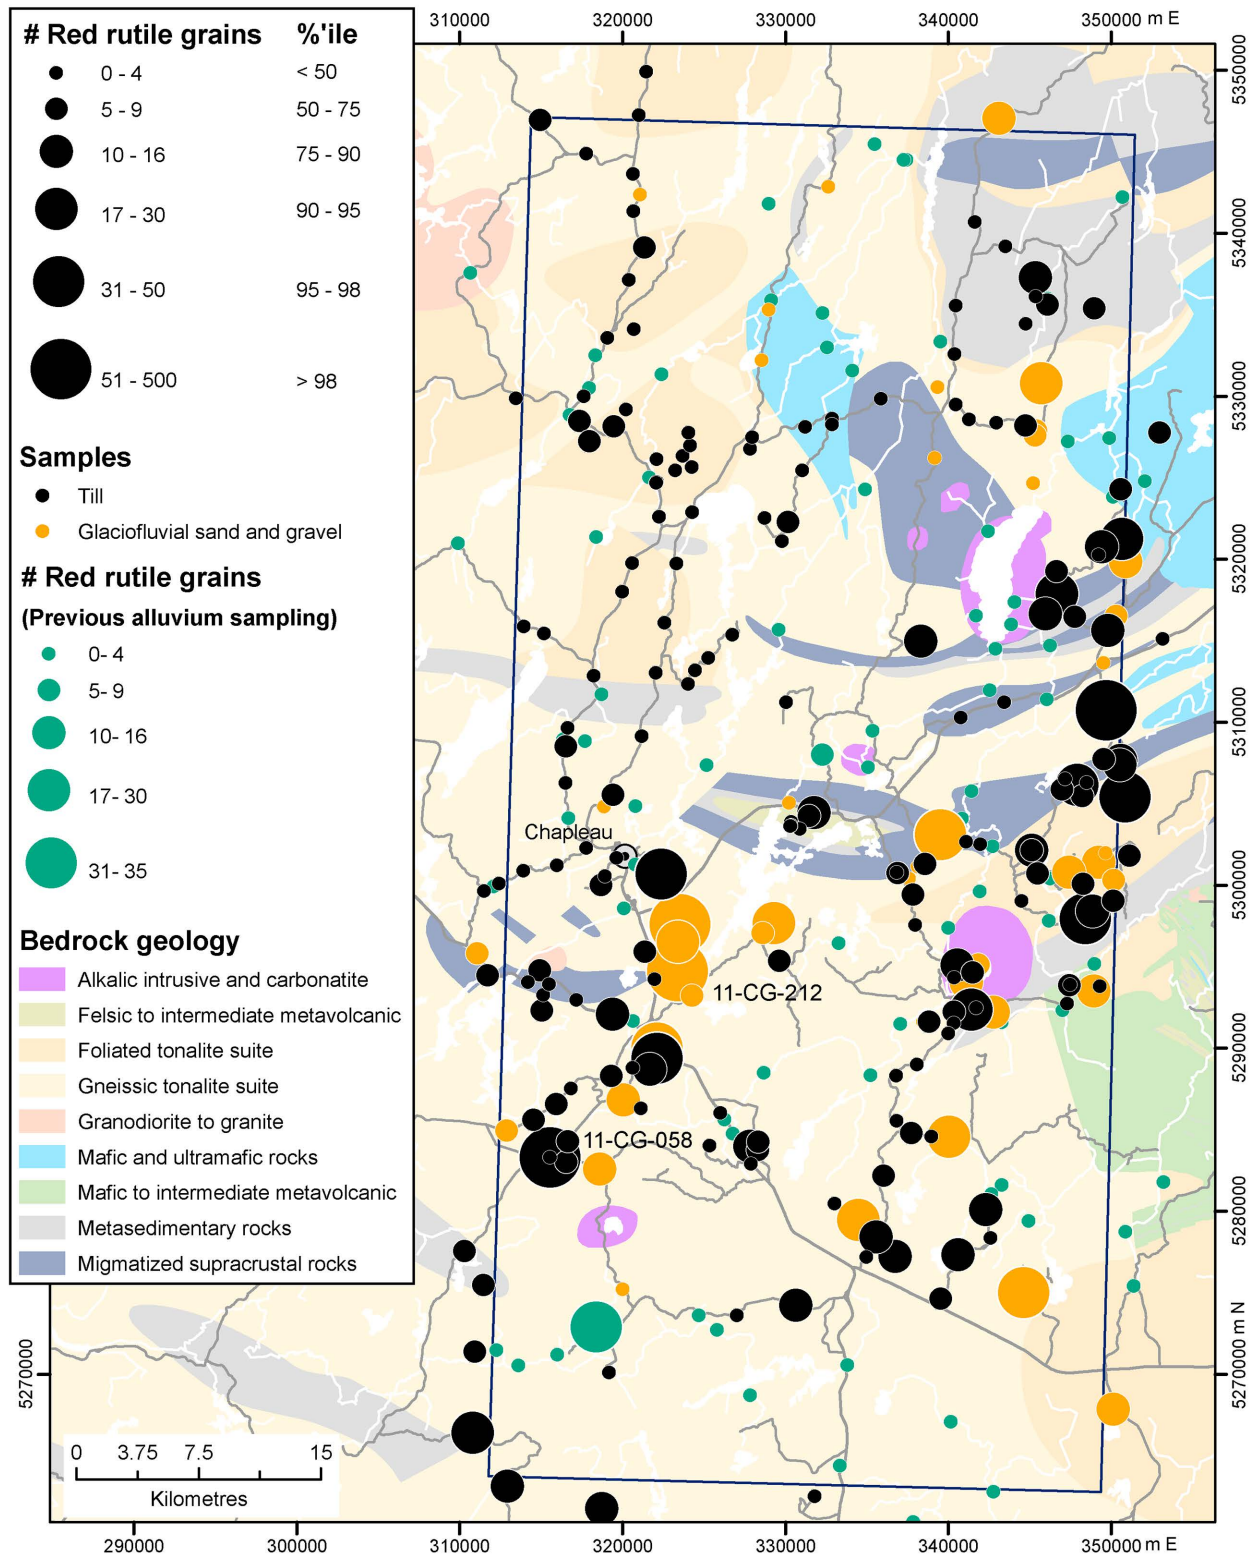 310000 320000 330000 340000 350000 m E
# Red rutile grains %'ile
0 - 4 < 50
5 - 9 50 - 75
10 - 16 75 - 90
17 - 30 90 - 95
31 - 50 95 - 98
51 - 500 > 98
Samples
Till
Glaciofluvial sand and gravel
# Red rutile grains
(Previous alluvium sampling)
0- 4
5- 9
10- 16
17- 30
31- 35
Bedrock geology
Alkalic intrusive and carbonatite
Felsic to intermediate metavolcanic
Foliated tonalite suite
Gneissic tonalite suite
Granodiorite to granite
Mafic and ultramafic rocks
Mafic to intermediate metavolcanic
Metasedimentary rocks
Migmatized supracrustal rocks
Chapleau
11-CG-212
11-CG-058
5350000
5340000
5330000
5320000
5310000
5300000
5290000
5280000
5270000 m N
5270000
0 3.75 7.5 15
Kilometres
290000 300000 310000 320000 330000 340000 350000 m E